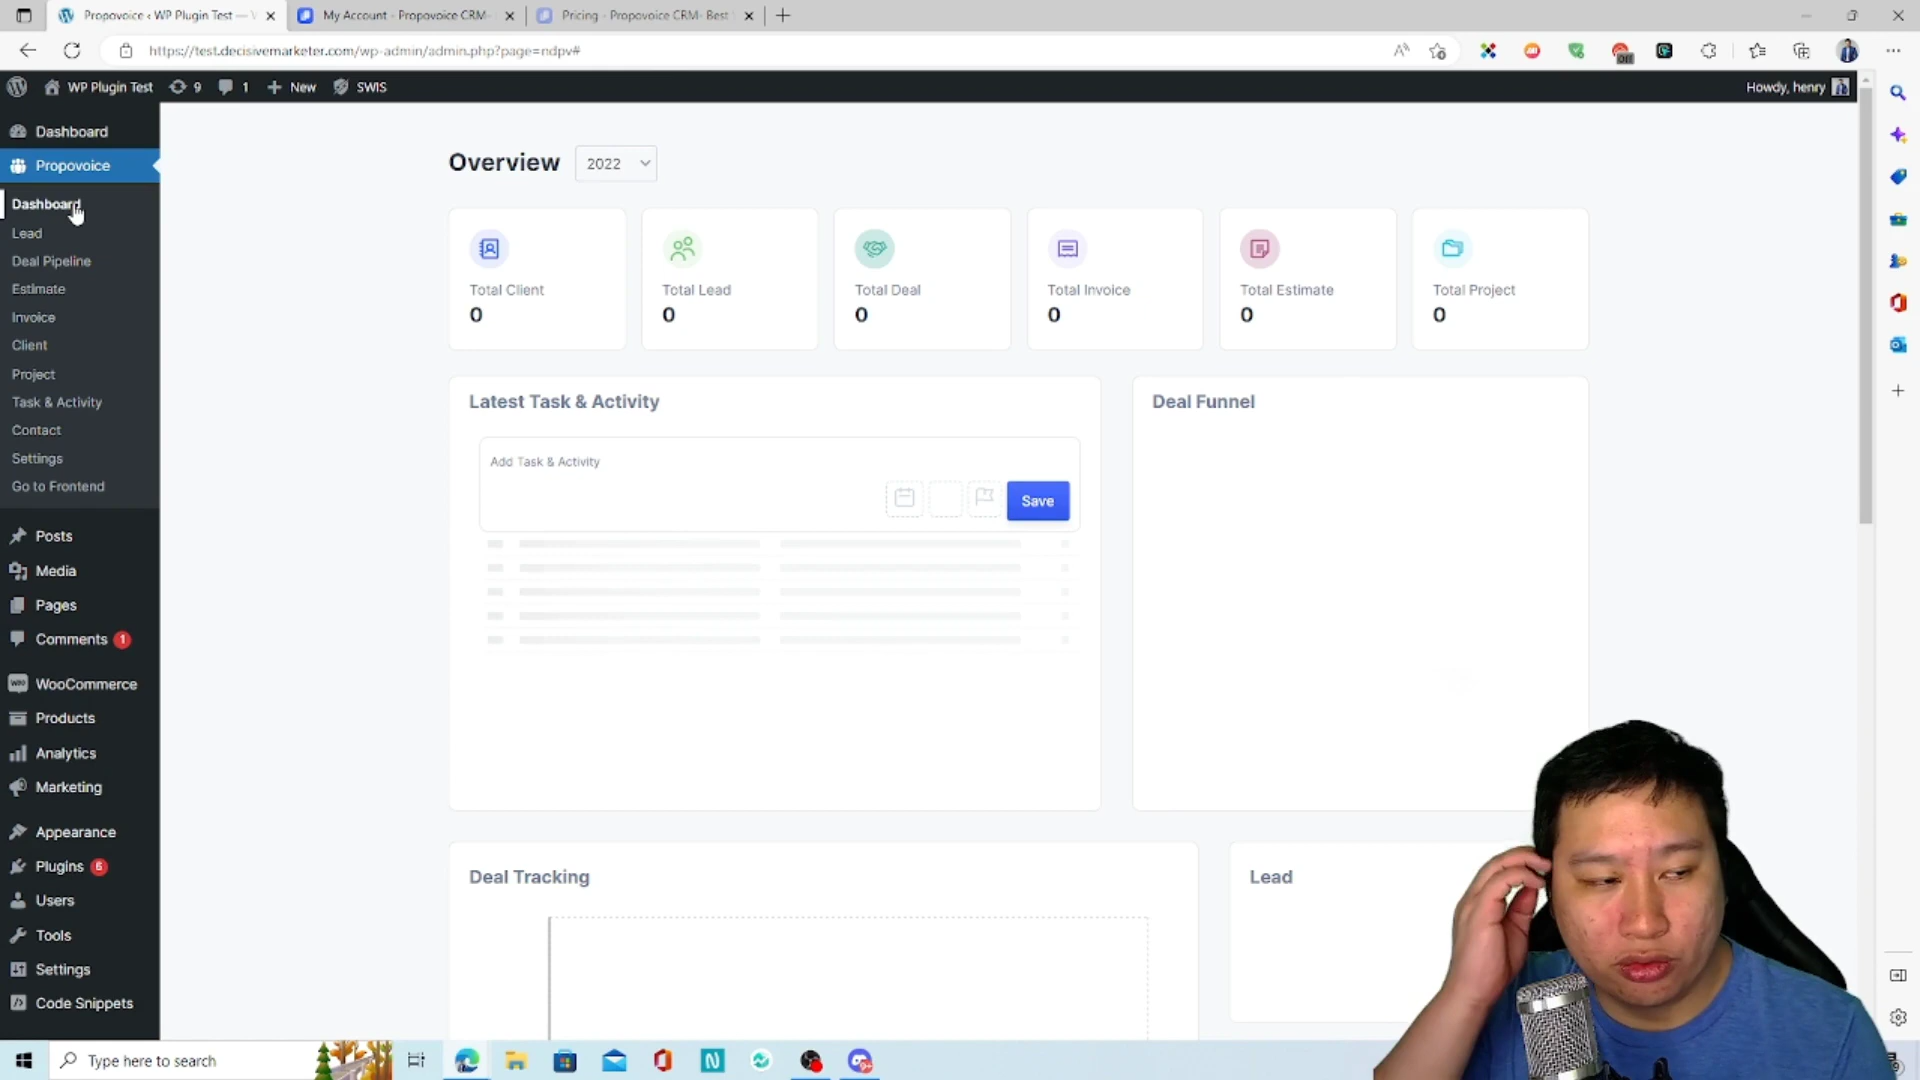 Propovoice ‹ WP Plugin Test —
My Account - Propovoice CRM-
Pricing - Propovoice CRM- Best
https://test.decisivemarketer.com/wp-admin/admin.php?page=ndpv#
WP Plugin Test
9
1
New
SWIS
Howdy, henry
Dashboard
Propovoice
Dashboard
Lead
Deal Pipeline
Estimate
Invoice
Client
Project
Task & Activity
Contact
Settings
Go to Frontend
Posts
Media
Pages
Comments 1
WooCommerce
Products
Analytics
Marketing
Appearance
Plugins 6
Users
Tools
Settings
Code Snippets
Overview
2022
Total Client
0
Total Lead
0
Total Deal
0
Total Invoice
0
Total Estimate
0
Total Project
0
Latest Task & Activity
Add Task & Activity
Save
Deal Funnel
Deal Tracking
Lead
Type here to search